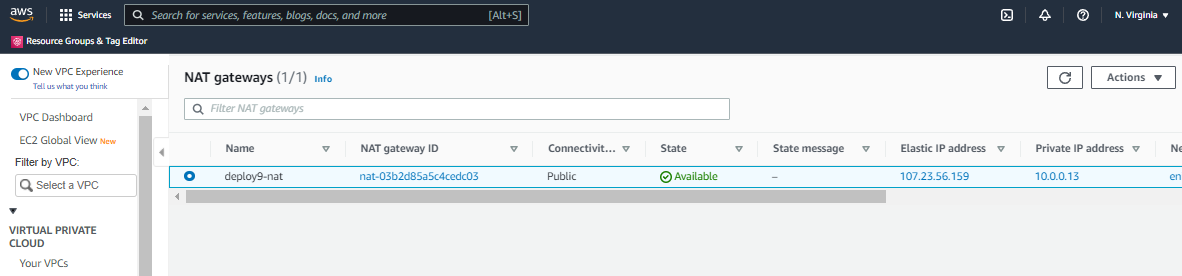 aws Services Search for services, features, blogs, docs, and more [Alt+S] N. Virginia
Resource Groups & Tag Editor
New VPC Experience
Tell us what you think
VPC Dashboard
EC2 Global View New
Filter by VPC:
Select a VPC
VIRTUAL PRIVATE
CLOUD
Your VPCs
NAT gateways (1/1) Info Actions
Filter NAT gateways
Name NAT gateway ID Connectivit... State State message Elastic IP address Private IP address Ne
deploy9-nat nat-03b2d85a5c4cedc03 Public Available – 107.23.56.159 10.0.0.13 en